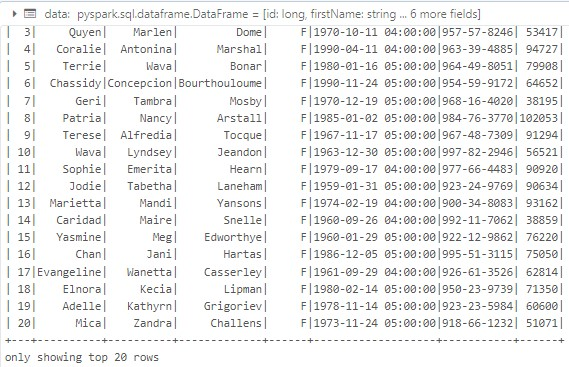 ▸ data: pyspark.sql.dataframe.DataFrame = [id: long, firstName: string ... 6 more fields]
|  3|     Quyen|    Marlen|          Dome|     F|1970-10-11 04:00:00|957-57-8246| 53417|
|  4|   Coralie|  Antonina|       Marshal|     F|1990-04-11 04:00:00|963-39-4885| 94727|
|  5|    Terrie|      Wava|         Bonar|     F|1980-01-16 05:00:00|964-49-8051| 79908|
|  6|  Chassidy|Concepcion|Bourthouloume|     F|1990-11-24 05:00:00|954-59-9172| 64652|
|  7|      Geri|    Tambra|         Mosby|     F|1970-12-19 05:00:00|968-16-4020| 38195|
|  8|    Patria|     Nancy|       Arstall|     F|1985-01-02 05:00:00|984-76-3770|102053|
|  9|    Terese|  Alfredia|        Tocque|     F|1967-11-17 05:00:00|967-48-7309| 91294|
| 10|      Wava|   Lyndsey|       Jeandon|     F|1963-12-30 05:00:00|997-82-2946| 56521|
| 11|    Sophie|   Emerita|         Hearn|     F|1979-09-17 04:00:00|977-66-4483| 90920|
| 12|     Jodie|   Tabetha|       Laneham|     F|1959-01-31 05:00:00|923-24-9769| 90634|
| 13|  Marietta|     Mandi|       Yansons|     F|1974-02-19 04:00:00|900-34-8083| 93162|
| 14|   Caridad|     Maire|        Snelle|     F|1960-09-26 04:00:00|992-11-7062| 38859|
| 15|   Yasmine|       Meg|     Edworthye|     F|1960-01-29 05:00:00|922-12-9862| 76220|
| 16|      Chan|      Jani|        Hartas|     F|1986-12-05 05:00:00|995-51-3115| 75050|
| 17|Evangeline|   Wanetta|     Casserley|     F|1961-09-29 04:00:00|926-61-3526| 62814|
| 18|    Elnora|     Kecia|        Lipman|     F|1980-02-14 05:00:00|950-23-9739| 71350|
| 19|    Adelle|   Kathyrn|     Grigoriev|     F|1978-11-14 05:00:00|923-23-5984| 60600|
| 20|      Mica|    Zandra|      Challens|     F|1973-11-24 05:00:00|918-66-1232| 51071|
+---+----------+----------+-------------+------+-------------------+-----------+------+
only showing top 20 rows